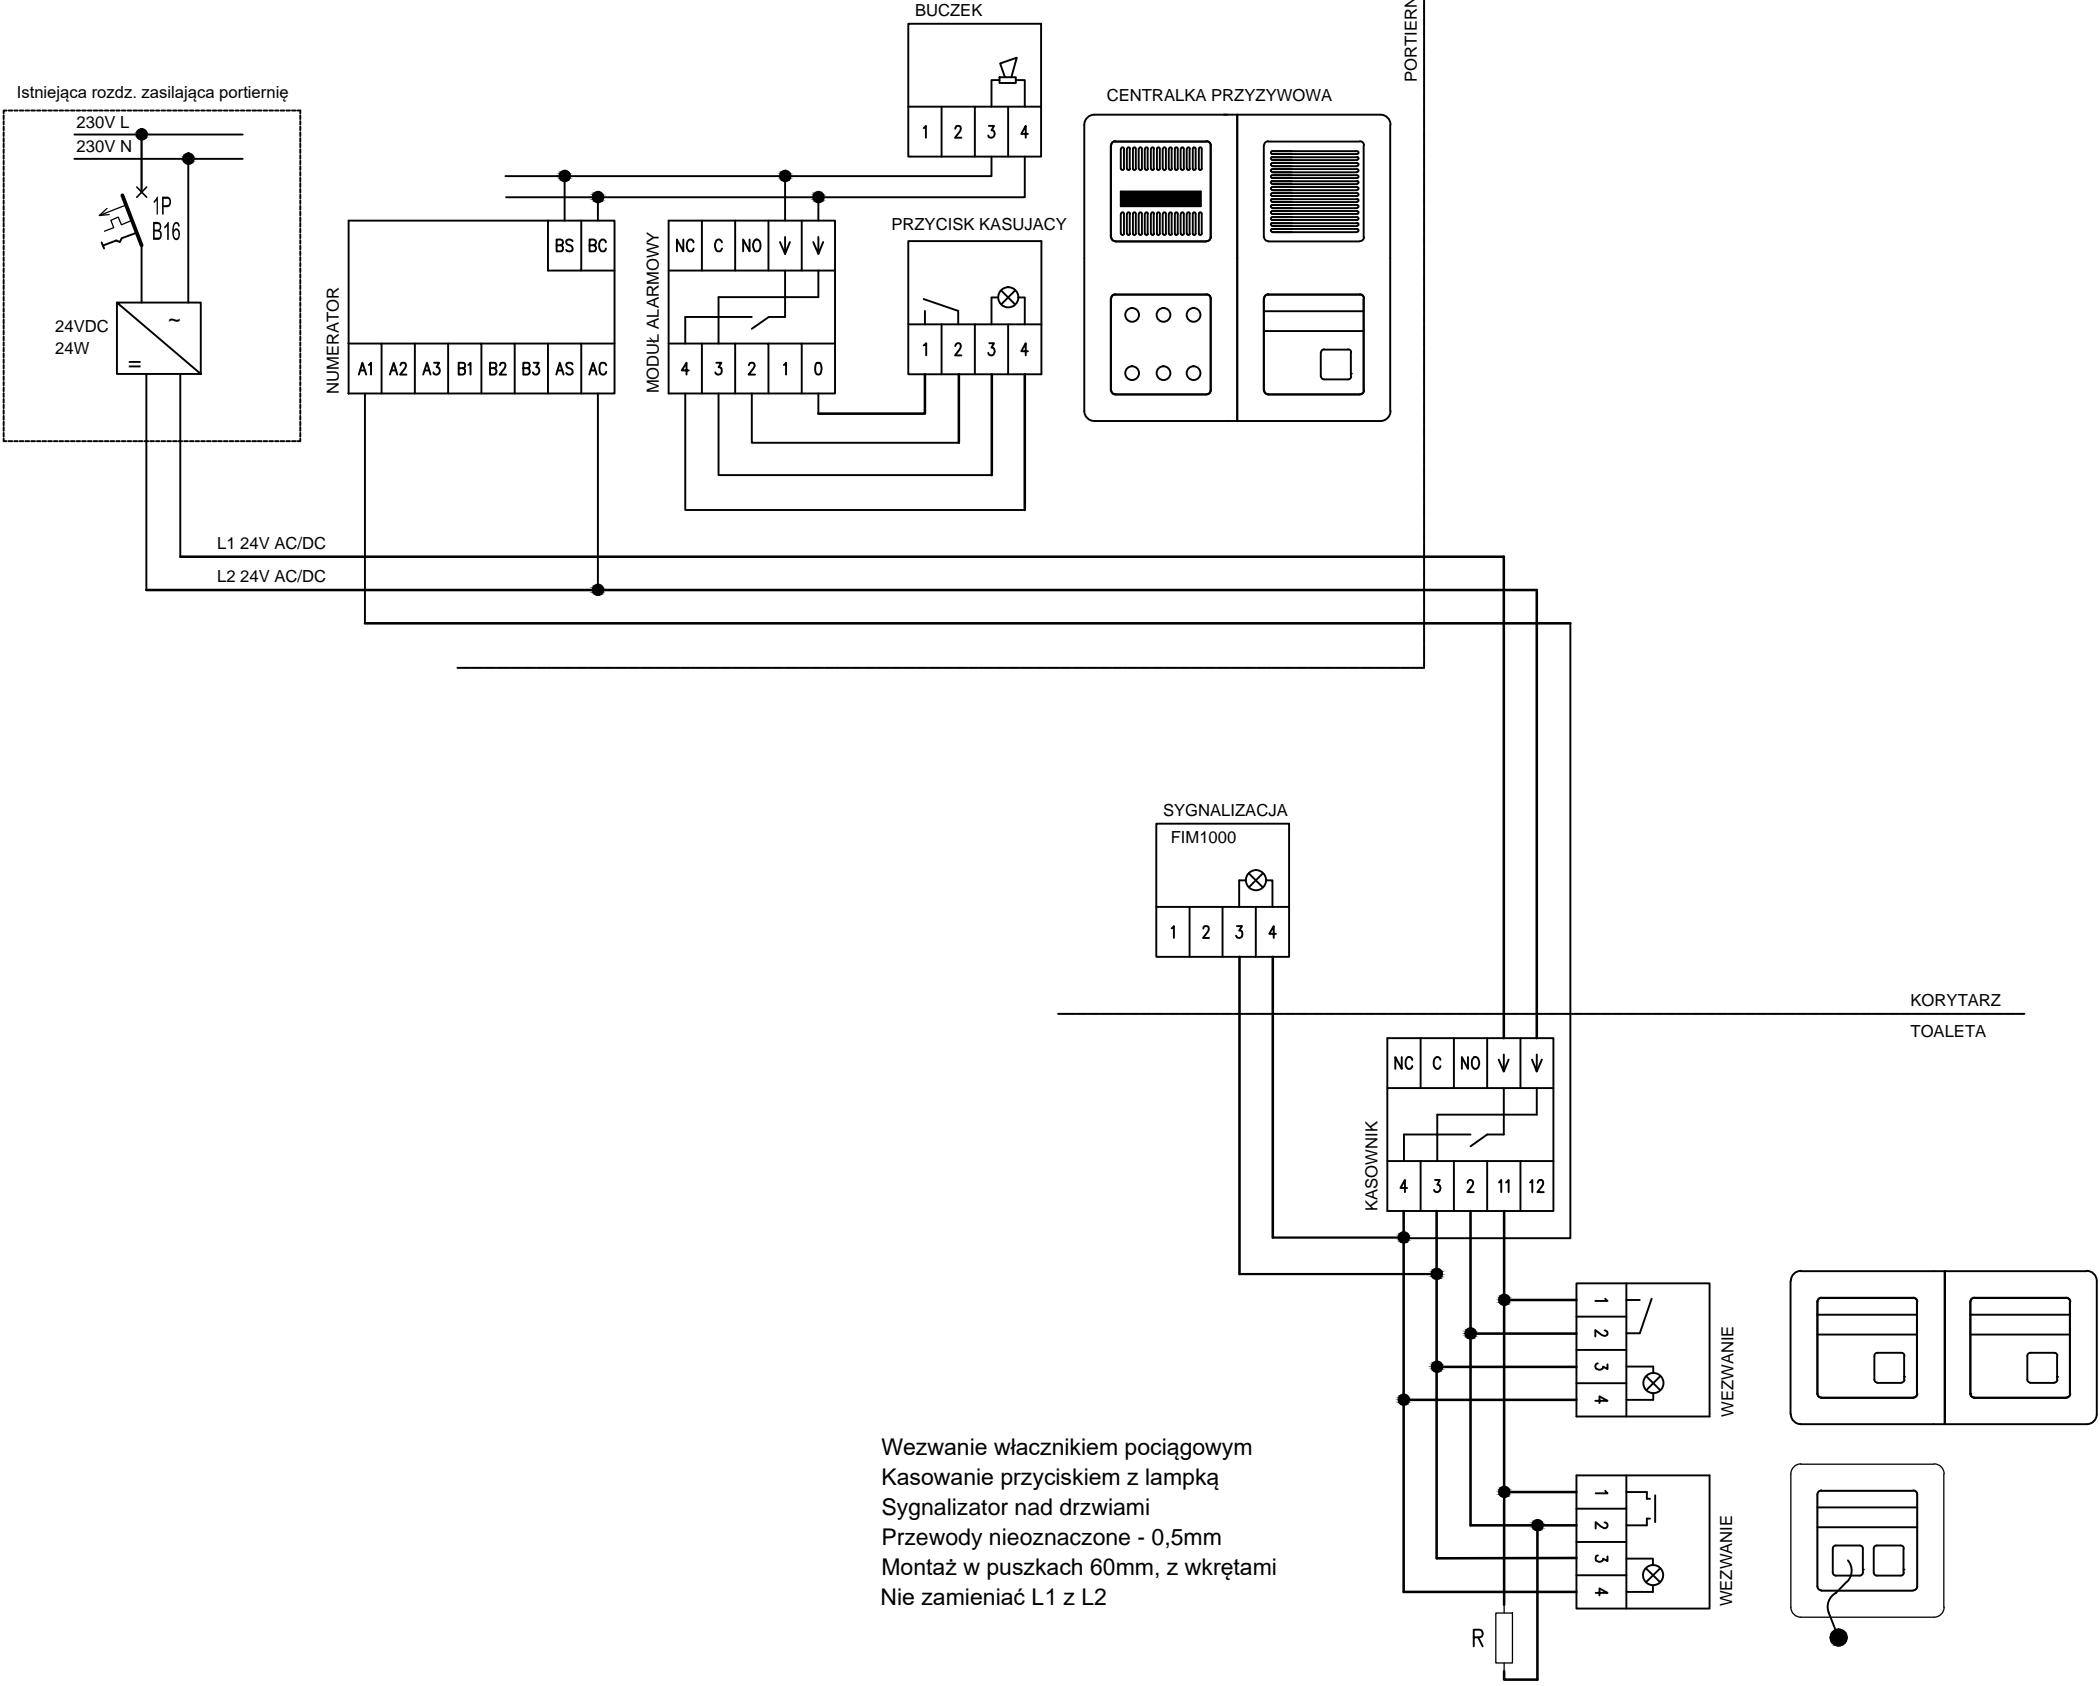 BUCZEK
1 2 3 4
PORTIERN
CENTRALKA PRZYZYWOWA
Istniejąca rozdz. zasilająca portiernię
230V L
230V N
1P
B16
24VDC
24W
~
=
NUMERATOR
BS BC
A1 A2 A3 B1 B2 B3 AS AC
MODUŁ ALARMOWY
NC C NO
4 3 2 1 0
PRZYCISK KASUJACY
1 2 3 4
L1 24V AC/DC
L2 24V AC/DC
SYGNALIZACJA
FIM1000
1 2 3 4
KORYTARZ
TOALETA
KASOWNIK
NC C NO
4 3 2 11 12
1
2
3
4
WEZWANIE
1
2
3
4
WEZWANIE
R
Wezwanie włacznikiem pociągowym
Kasowanie przyciskiem z lampką
Sygnalizator nad drzwiami
Przewody nieoznaczone - 0,5mm
Montaż w puszkach 60mm, z wkrętami
Nie zamieniać L1 z L2